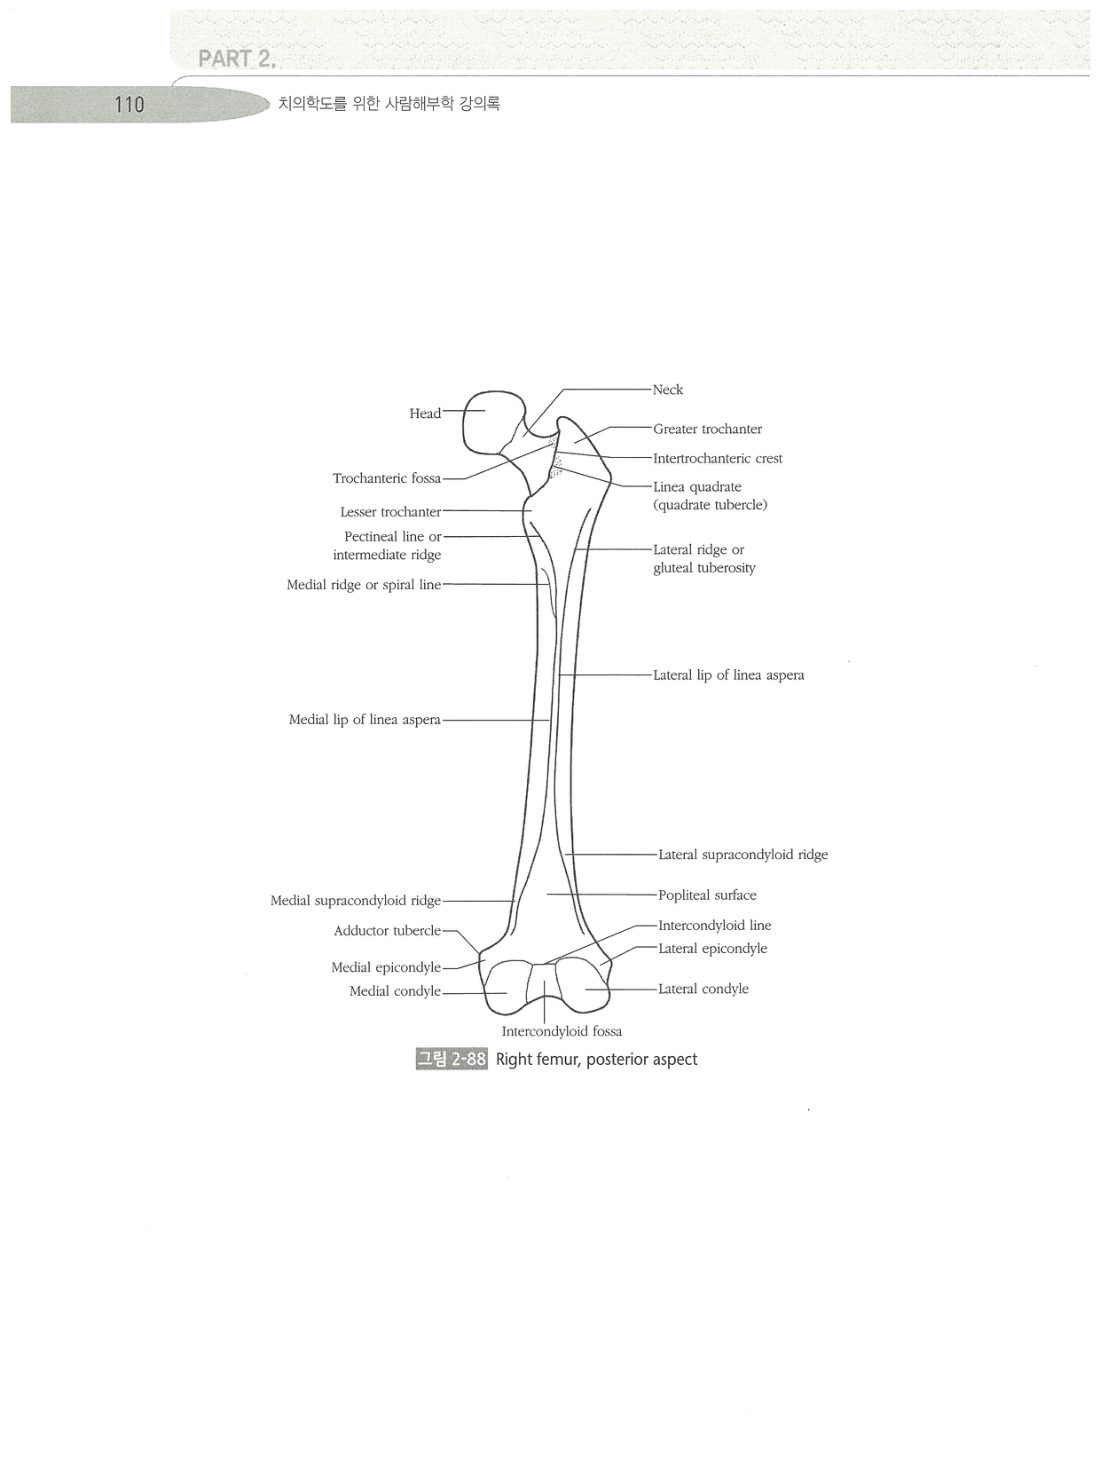 PART 2.
110
치의학도를 위한 사람해부학 강의록
Neck
Head
Greater trochanter
Intertrochanteric crest
Trochanteric fossa
Linea quadrate
(quadrate tubercle)
Lesser trochanter
Pectineal line or
intermediate ridge
Lateral ridge or
gluteal tuberosity
Medial ridge or spiral line
Lateral lip of linea aspera
Medial lip of linea aspera
Lateral supracondyloid ridge
Popliteal surface
Medial supracondyloid ridge
Intercondyloid line
Adductor tubercle
Lateral epicondyle
Medial epicondyle
Medial condyle
Lateral condyle
Intercondyloid fossa
그림 2-88 Right femur, posterior aspect